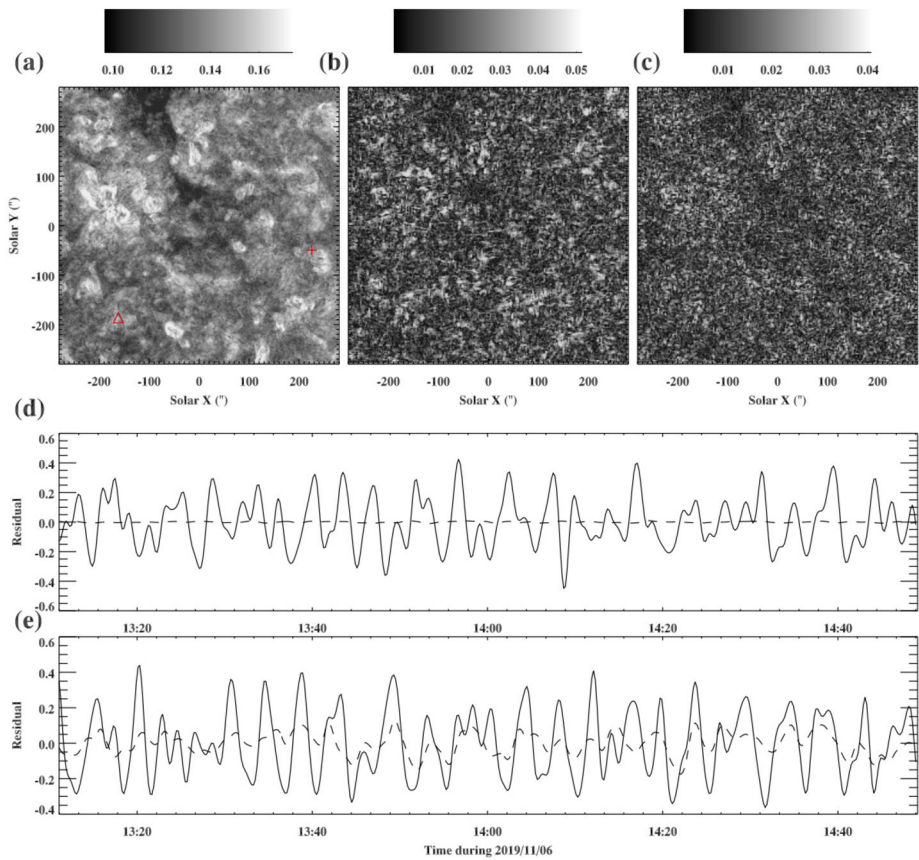 (a) (b) (c)
0.10 0.12 0.14 0.16 0.01 0.02 0.03 0.04 0.05 0.01 0.02 0.03 0.04
200
100
0
-100
-200
Solar Y (")
-200 -100 0 100 200 -200 -100 0 100 200 -200 -100 0 100 200
Solar X (") Solar X (") Solar X (")
(d)
0.6
0.4
0.2
0.0
-0.2
-0.4
-0.6
Residual
13:20 13:40 14:00 14:20 14:40
(e)
0.6
0.4
0.2
0.0
-0.2
-0.4
Residual
13:20 13:40 14:00 14:20 14:40
Time during 2019/11/06